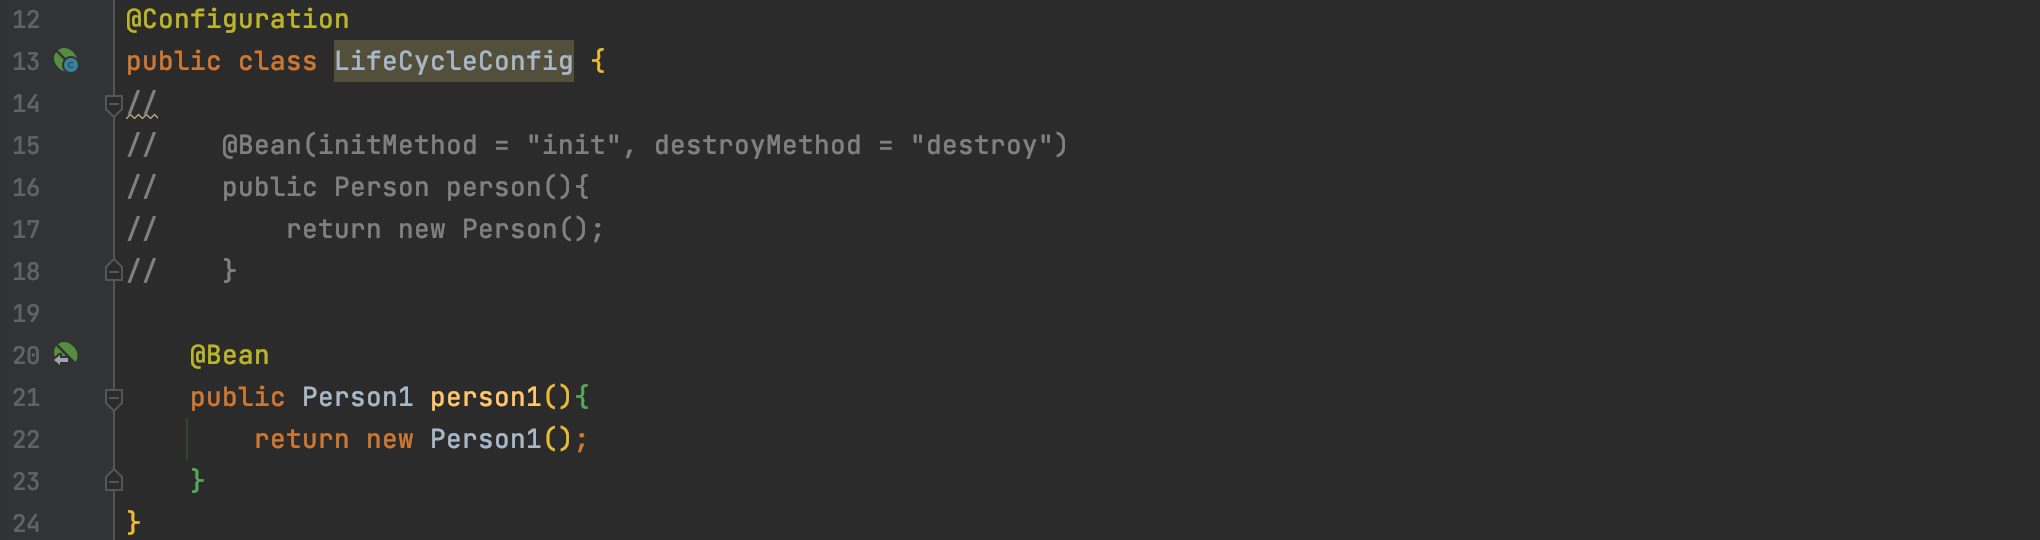 12 @Configuration
13 public class LifeCycleConfig {
14 //
15 //    @Bean(initMethod = "init", destroyMethod = "destroy")
16 //    public Person person(){
17 //        return new Person();
18 //    }
19
20     @Bean
21     public Person1 person1(){
22         return new Person1();
23     }
24 }